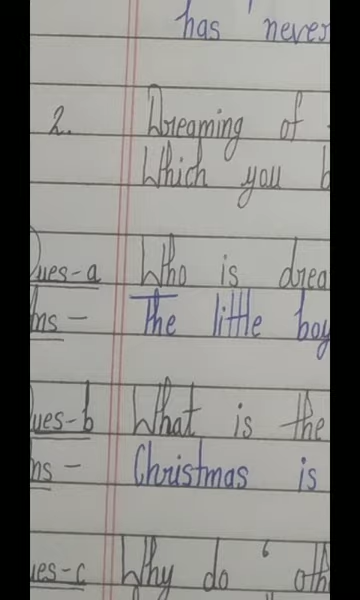 has never
2. Dreaming of
Which you b
Ques-a Who is drea
Ans - The little boy
Ques-b What is the
Ans - Christmas is
Ques-c Why do ' oth